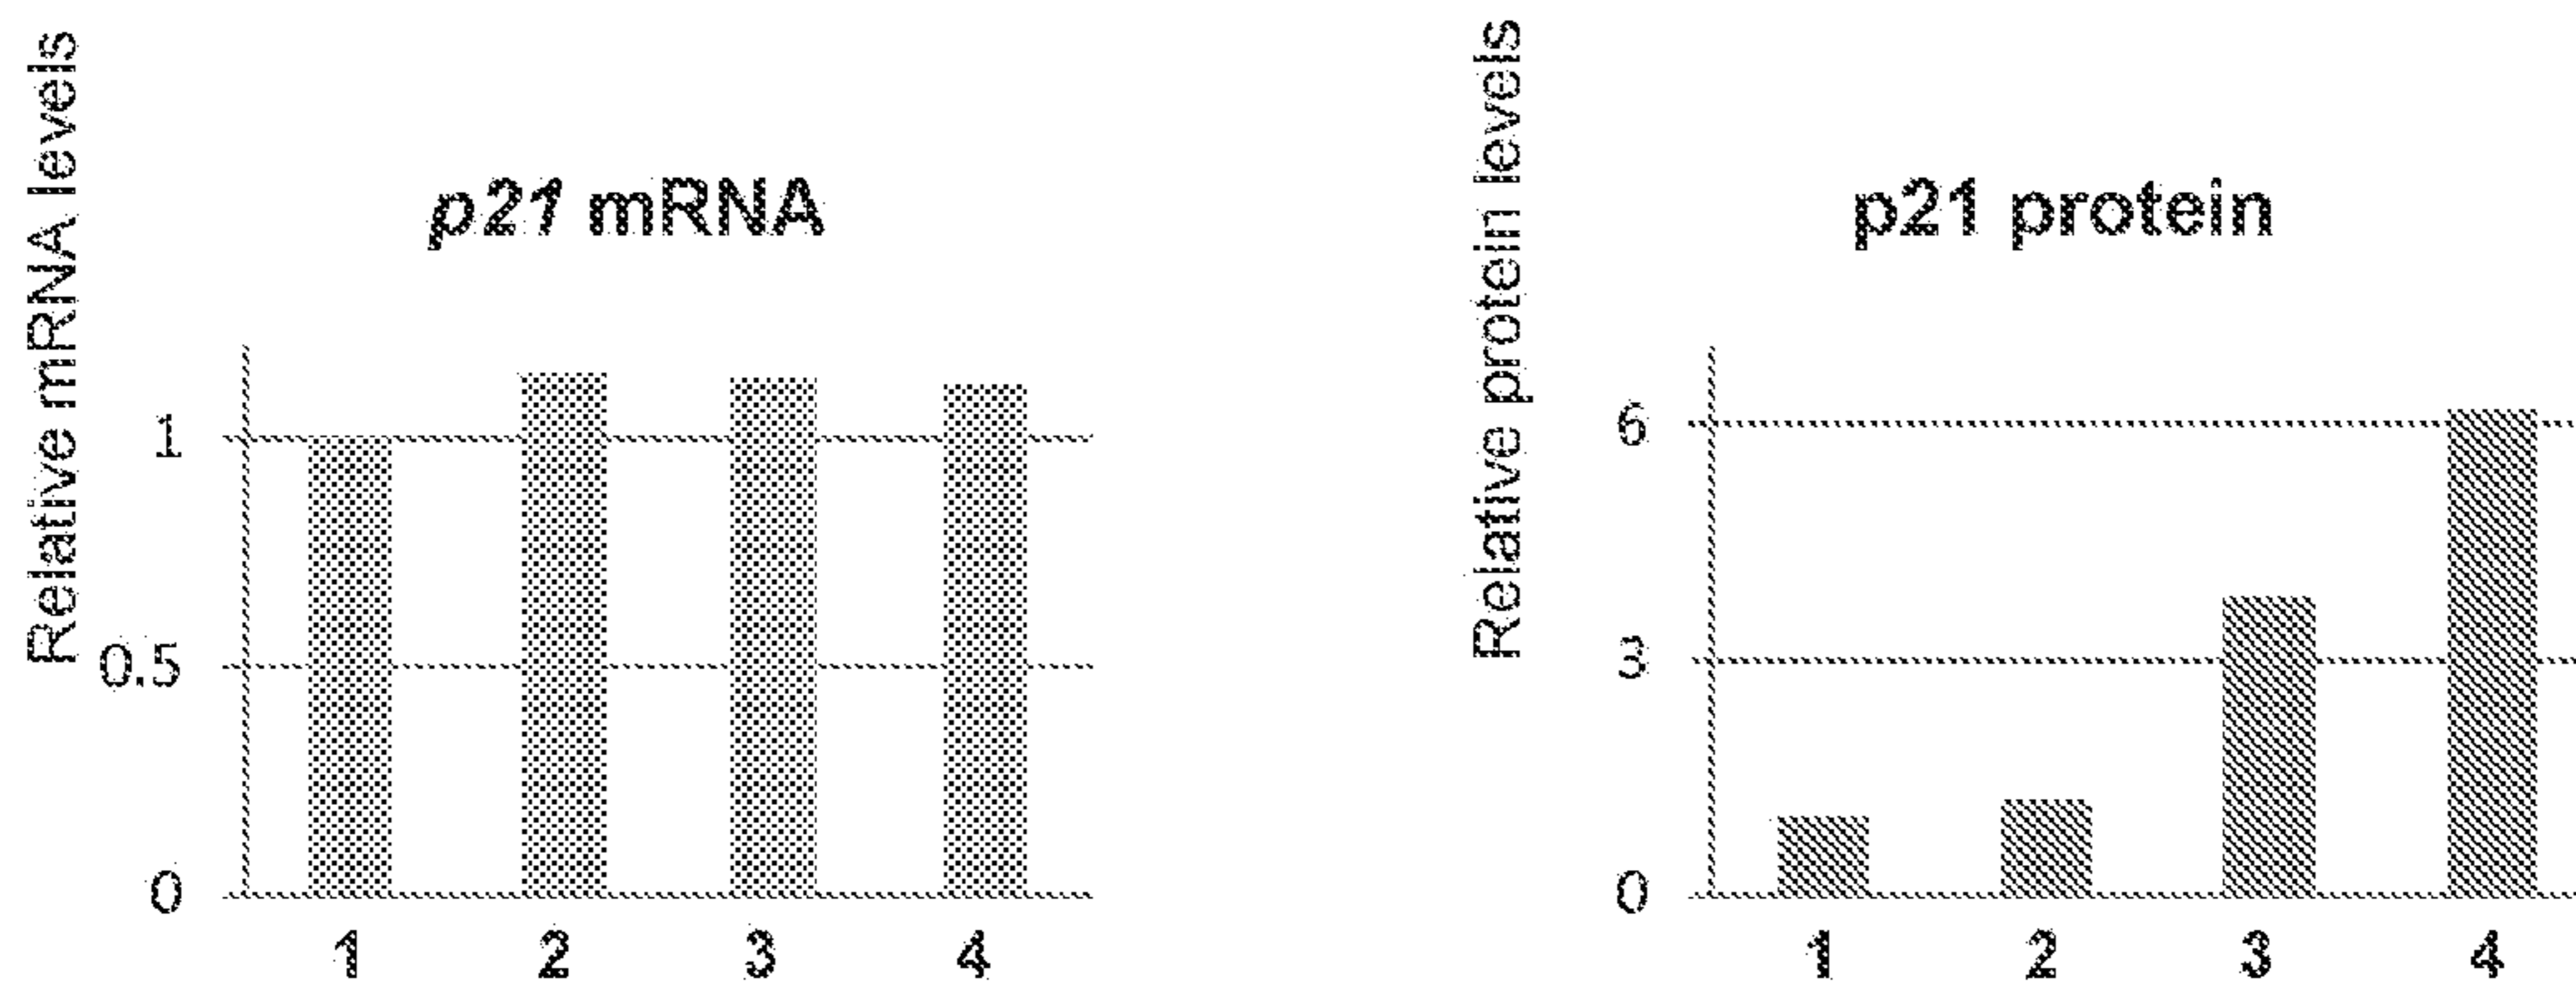 Relative mRNA levels
p21 mRNA
1
0.5
0
1 2 3 4
Relative protein levels
p21 protein
6
3
0
1 2 3 4